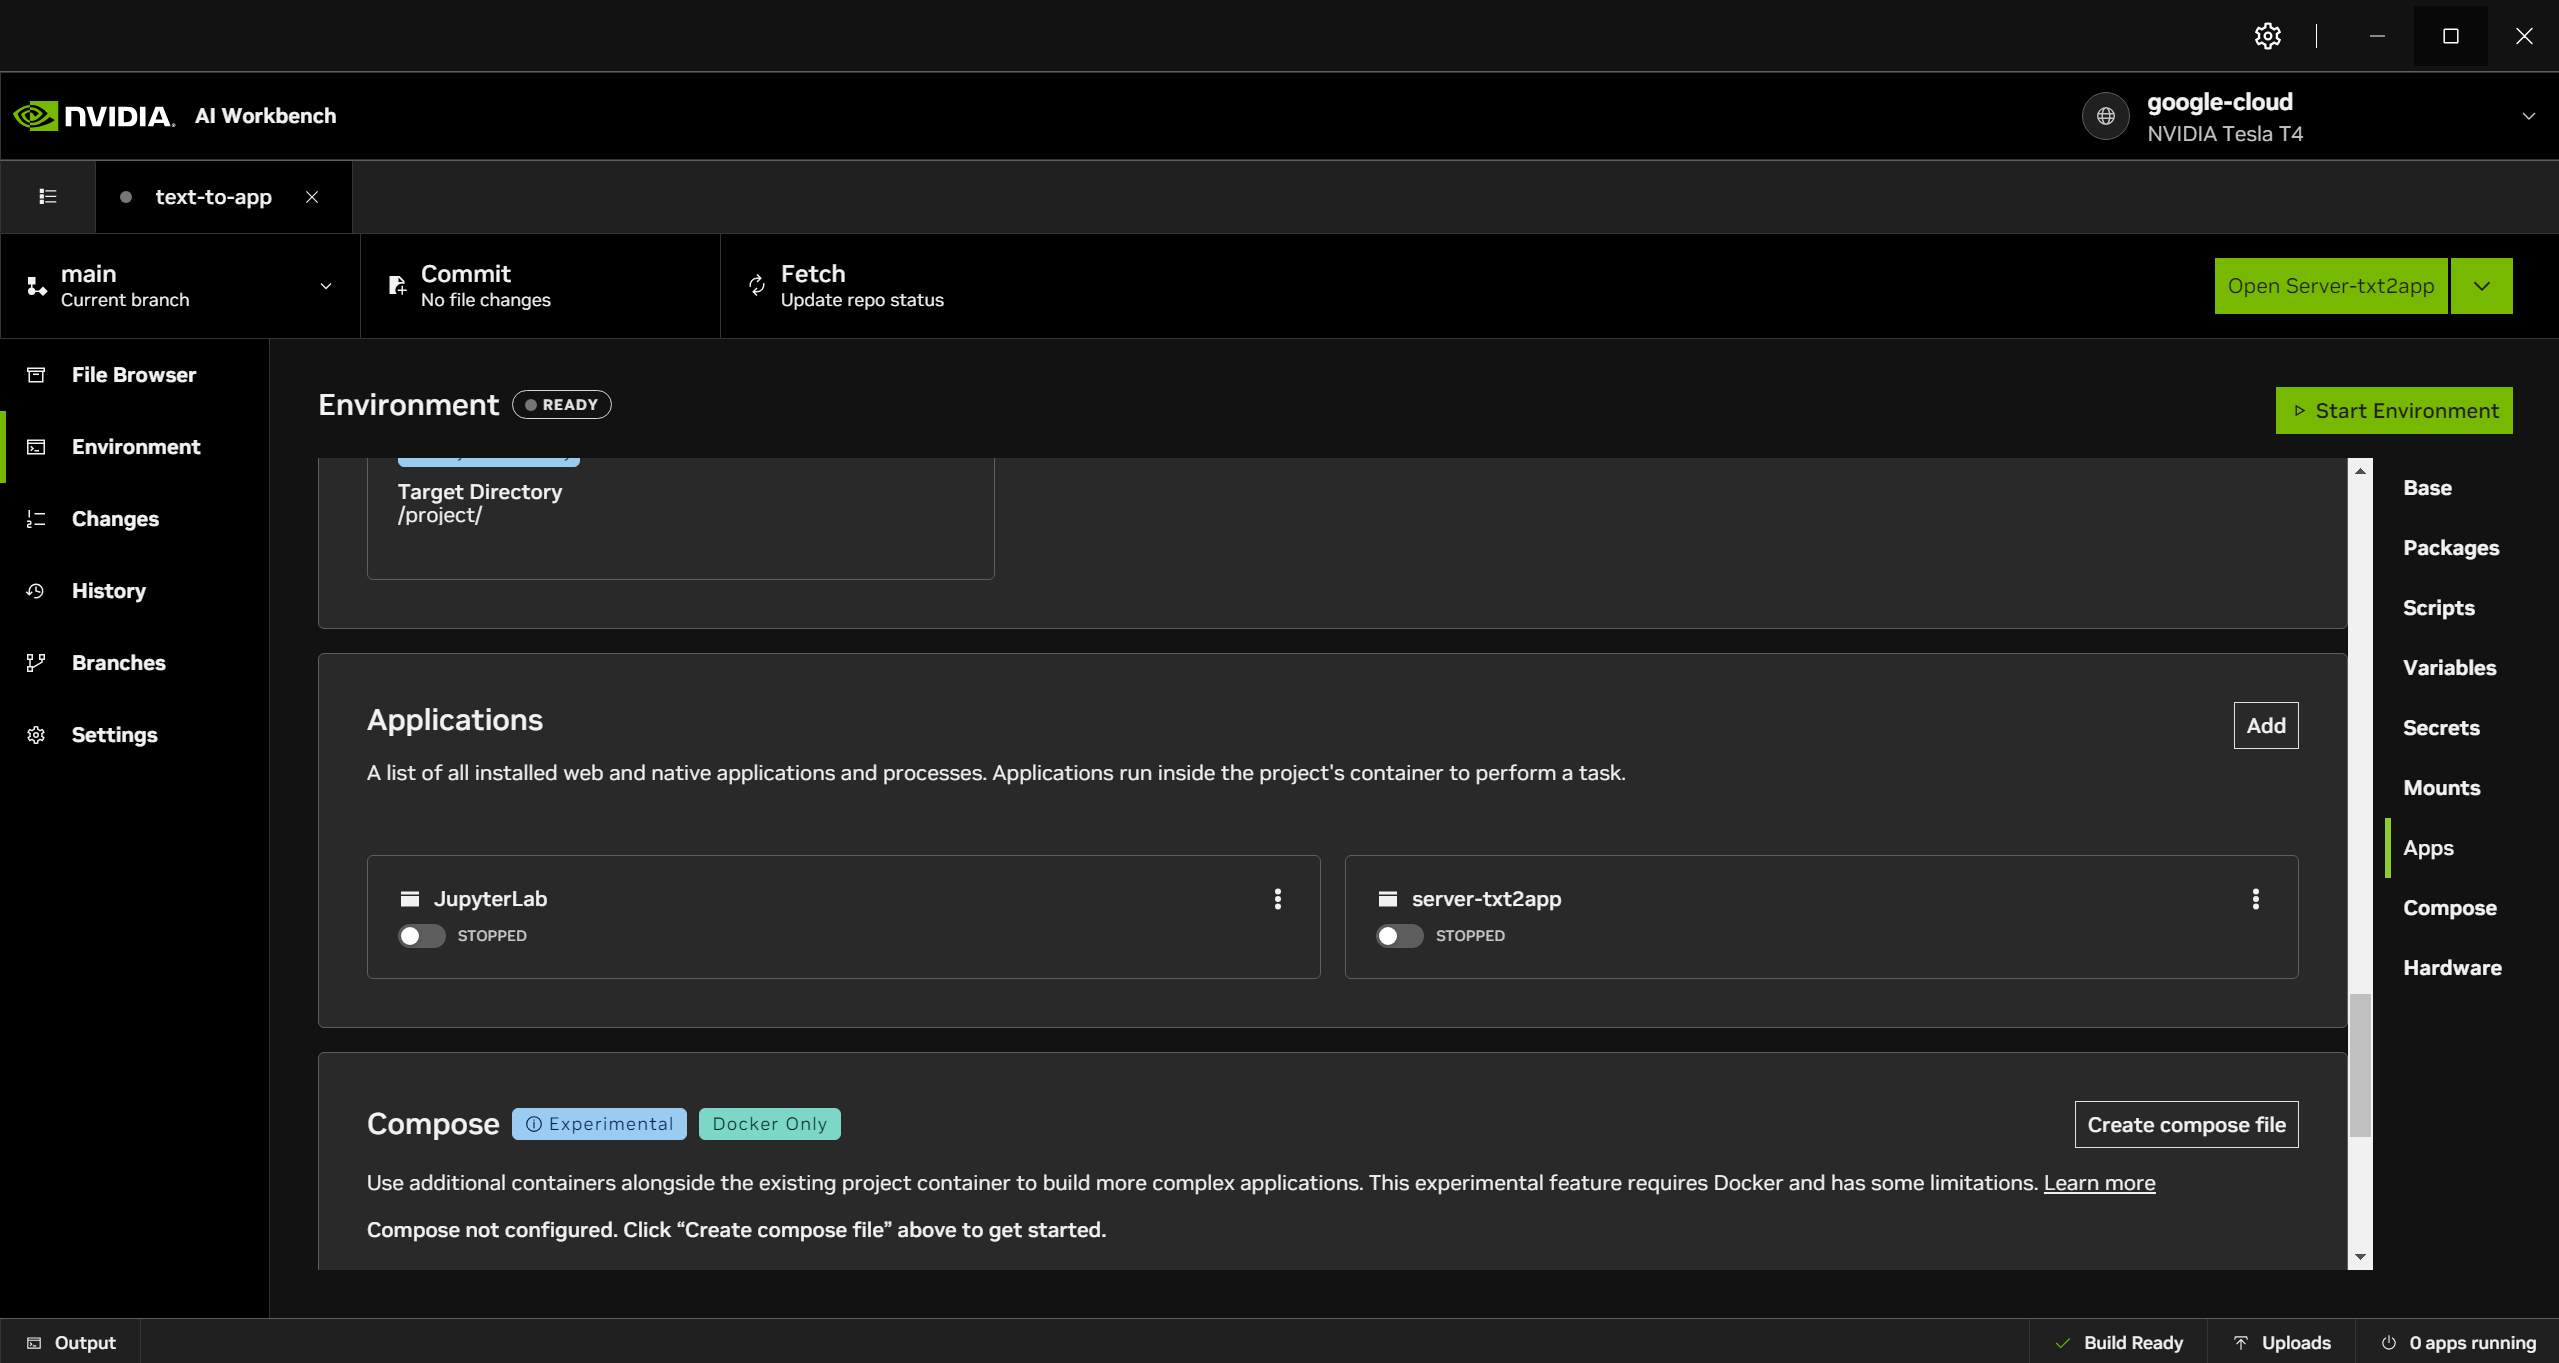 NVIDIA. AI Workbench
google-cloud
NVIDIA Tesla T4
text-to-app
main
Current branch
Commit
No file changes
Fetch
Update repo status
Open Server-txt2app
File Browser
Environment
Changes
History
Branches
Settings
Environment READY
Start Environment
Target Directory
/project/
Applications
Add
A list of all installed web and native applications and processes. Applications run inside the project's container to perform a task.
JupyterLab
STOPPED
server-txt2app
STOPPED
Compose Experimental Docker Only
Create compose file
Use additional containers alongside the existing project container to build more complex applications. This experimental feature requires Docker and has some limitations. Learn more
Compose not configured. Click “Create compose file” above to get started.
Base
Packages
Scripts
Variables
Secrets
Mounts
Apps
Compose
Hardware
Output
Build Ready
Uploads
0 apps running